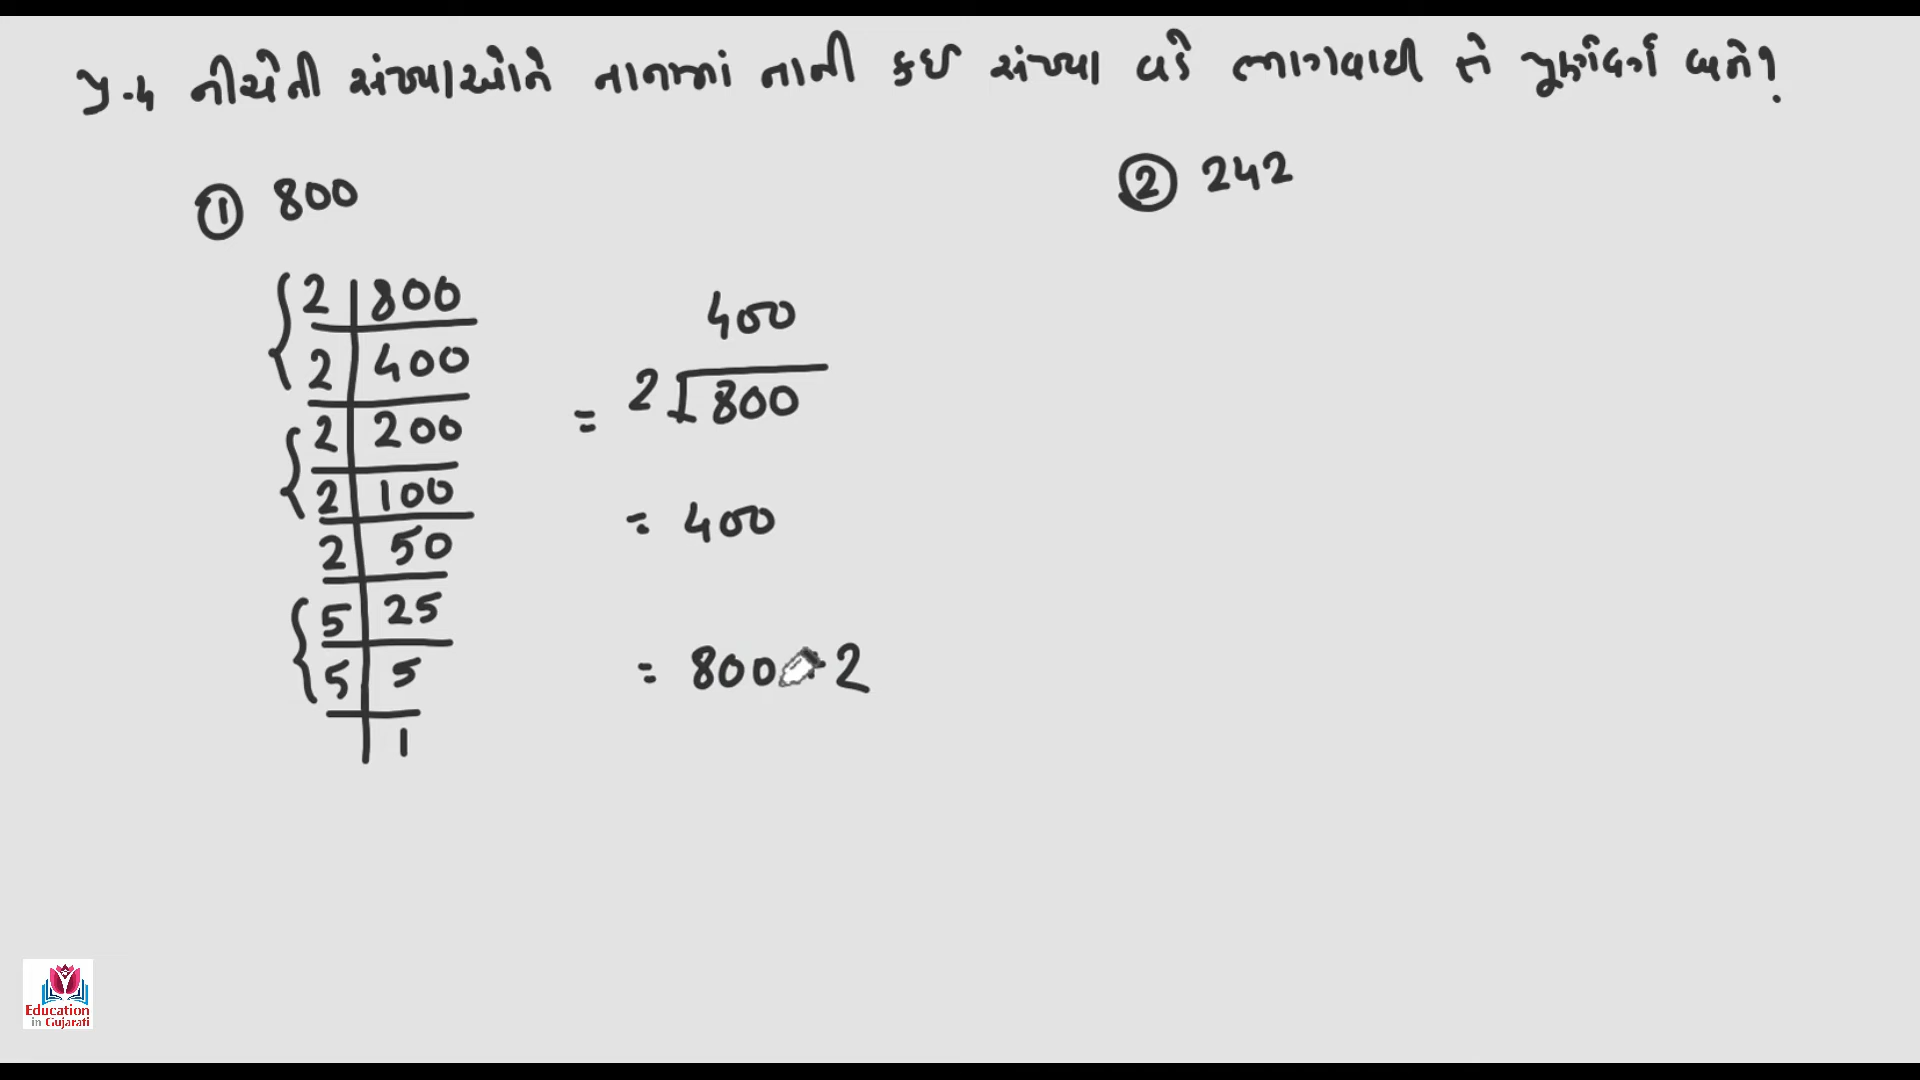 પ્ર-૬ નીચેની સંખ્યાઓને નાનામાં નાની કઈ સંખ્યા વડે ભાગવાથી તે પૂર્ણવર્ગ બને?
① 800
② 242
2 | 800
2 | 400
2 | 200
2 | 100
2 | 50
5 | 25
5 | 5
1
400
= 2 800
= 400
= 800 2
Education
in Gujarati